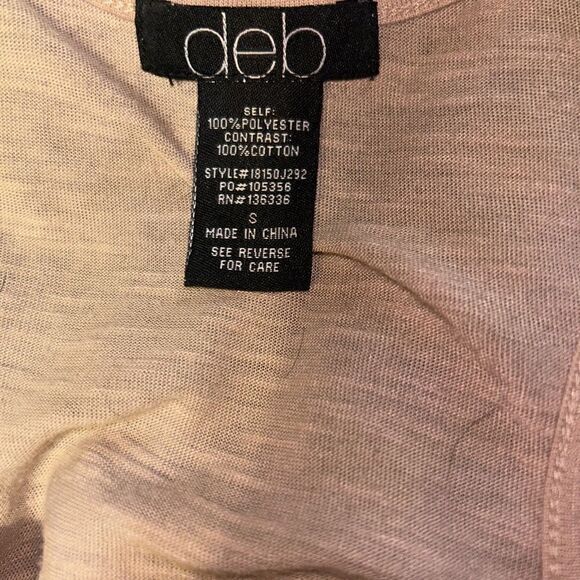 deb
SELF:
100%POLYESTER
CONTRAST:
100%COTTON
STYLE#18150J292
PO#105356
RN#136336
S
MADE IN CHINA
SEE REVERSE
FOR CARE